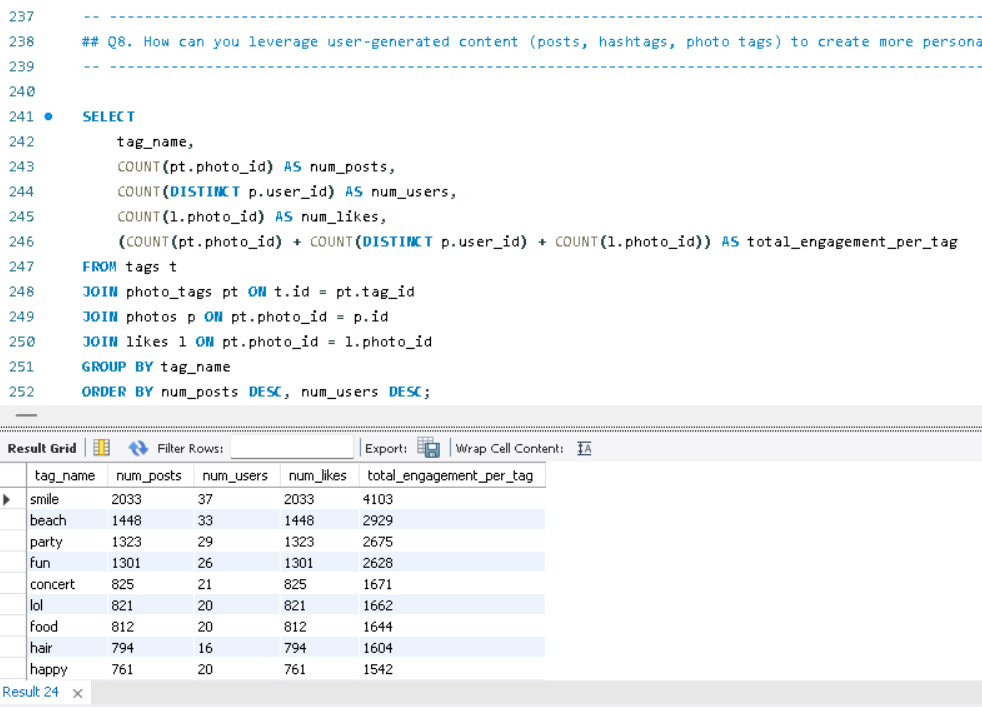 237 -- ----------------------------------------------------------------
238 ## Q8. How can you leverage user-generated content (posts, hashtags, photo tags) to create more persona
239 -- ----------------------------------------------------------------
240
241 SELECT
242 tag_name,
243 COUNT(pt.photo_id) AS num_posts,
244 COUNT(DISTINCT p.user_id) AS num_users,
245 COUNT(l.photo_id) AS num_likes,
246 (COUNT(pt.photo_id) + COUNT(DISTINCT p.user_id) + COUNT(l.photo_id)) AS total_engagement_per_tag
247 FROM tags t
248 JOIN photo_tags pt ON t.id = pt.tag_id
249 JOIN photos p ON pt.photo_id = p.id
250 JOIN likes l ON pt.photo_id = l.photo_id
251 GROUP BY tag_name
252 ORDER BY num_posts DESC, num_users DESC;
Result Grid Filter Rows: Export: Wrap Cell Content:
tag_name num_posts num_users num_likes total_engagement_per_tag
smile 2033 37 2033 4103
beach 1448 33 1448 2929
party 1323 29 1323 2675
fun 1301 26 1301 2628
concert 825 21 825 1671
lol 821 20 821 1662
food 812 20 812 1644
hair 794 16 794 1604
happy 761 20 761 1542
Result 24 ×